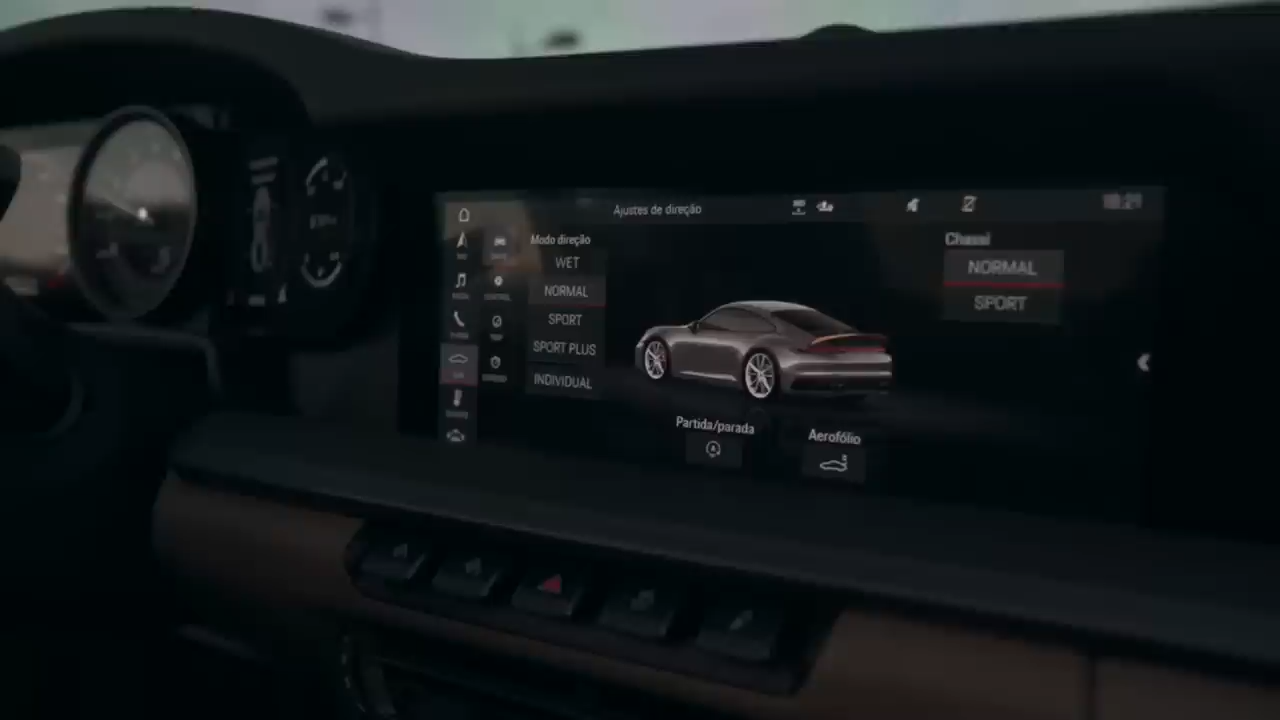 Ajustes de direção
Modo direção
WET
NORMAL
SPORT
SPORT PLUS
INDIVIDUAL
Chassi
NORMAL
SPORT
Partida/parada
Aerofólio